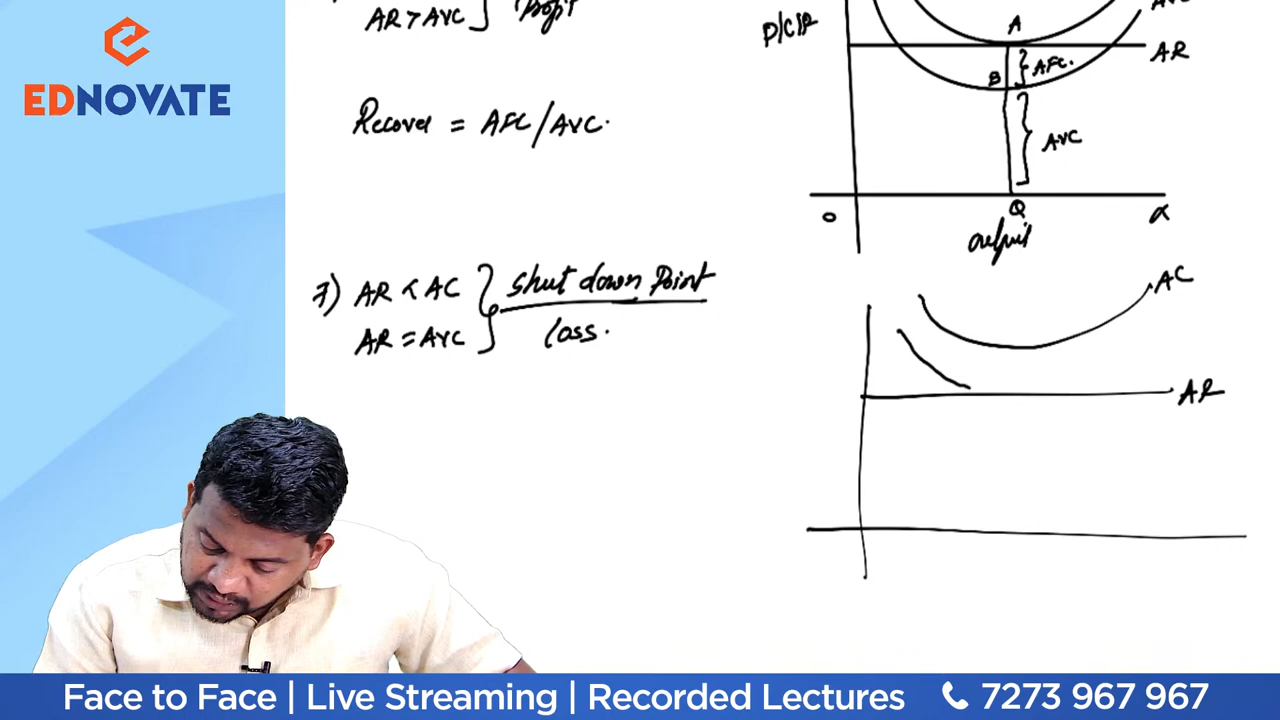 EDNOVATE
AR > AVC } Profit
Recover = AFC/AVC.
P/C/R
A
AR
B } AFC.
} AVC
O Q x
output
7) AR < AC } Shut down Point
AR = AVC } loss.
AC
AR
Face to Face | Live Streaming | Recorded Lectures 7273 967 967